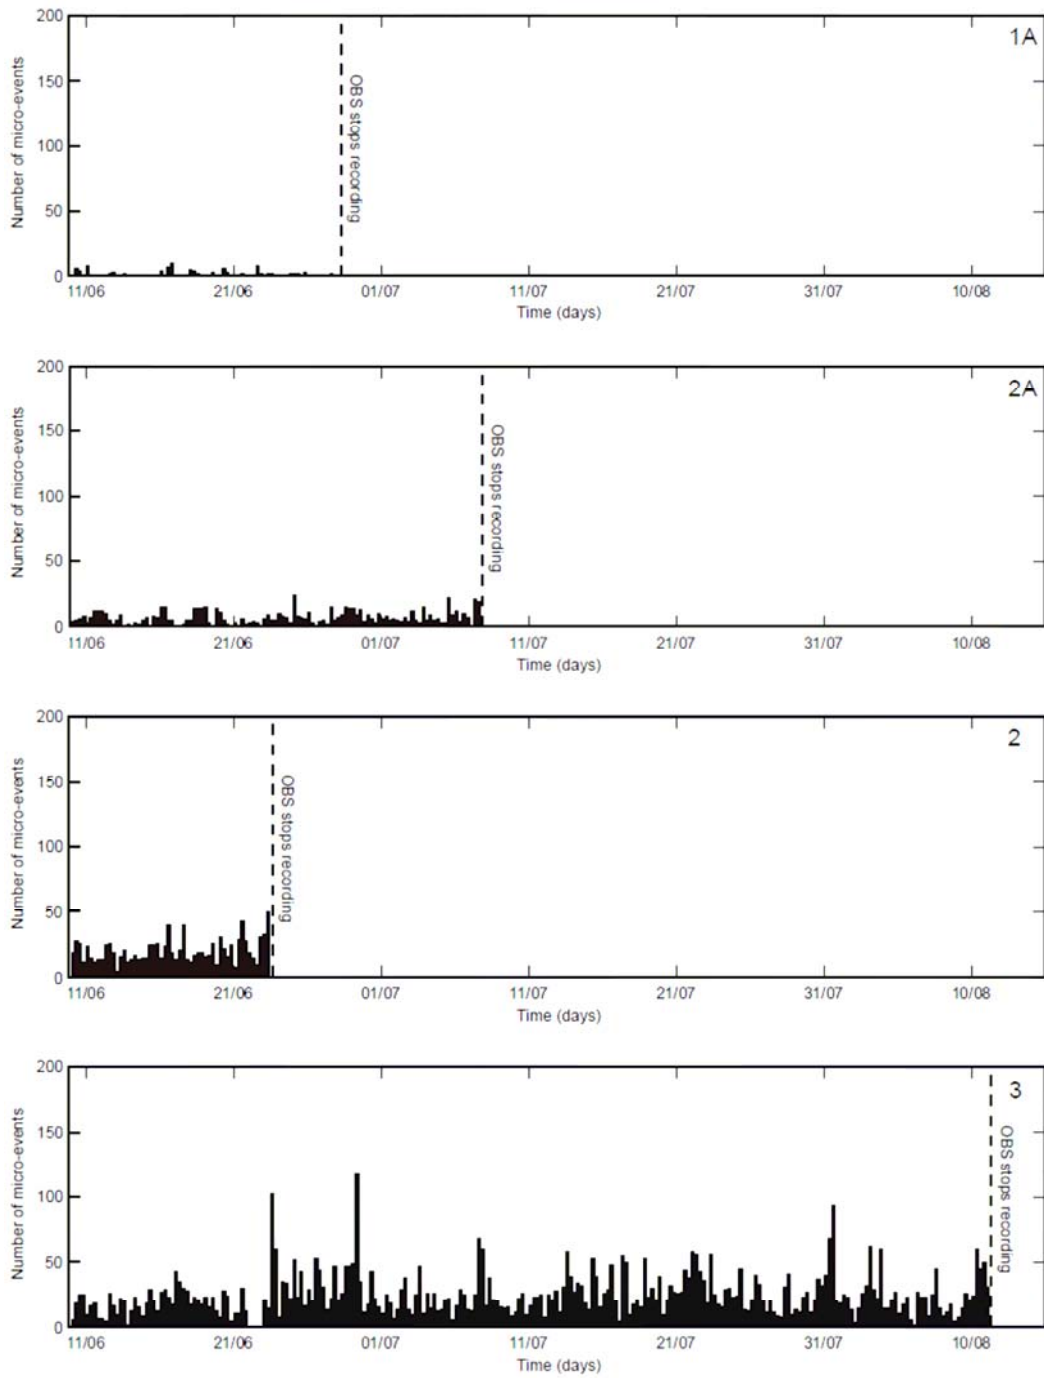 200
1A
150
100
50
0
Number of micro-events
OBS stops recording
11/06 21/06 01/07 11/07 21/07 31/07 10/08
Time (days)
200
2A
150
100
50
0
Number of micro-events
OBS stops recording
11/06 21/06 01/07 11/07 21/07 31/07 10/08
Time (days)
200
2
150
100
50
0
Number of micro-events
OBS stops recording
11/06 21/06 01/07 11/07 21/07 31/07 10/08
Time (days)
200
3
150
100
50
0
Number of micro-events
OBS stops recording
11/06 21/06 01/07 11/07 21/07 31/07 10/08
Time (days)